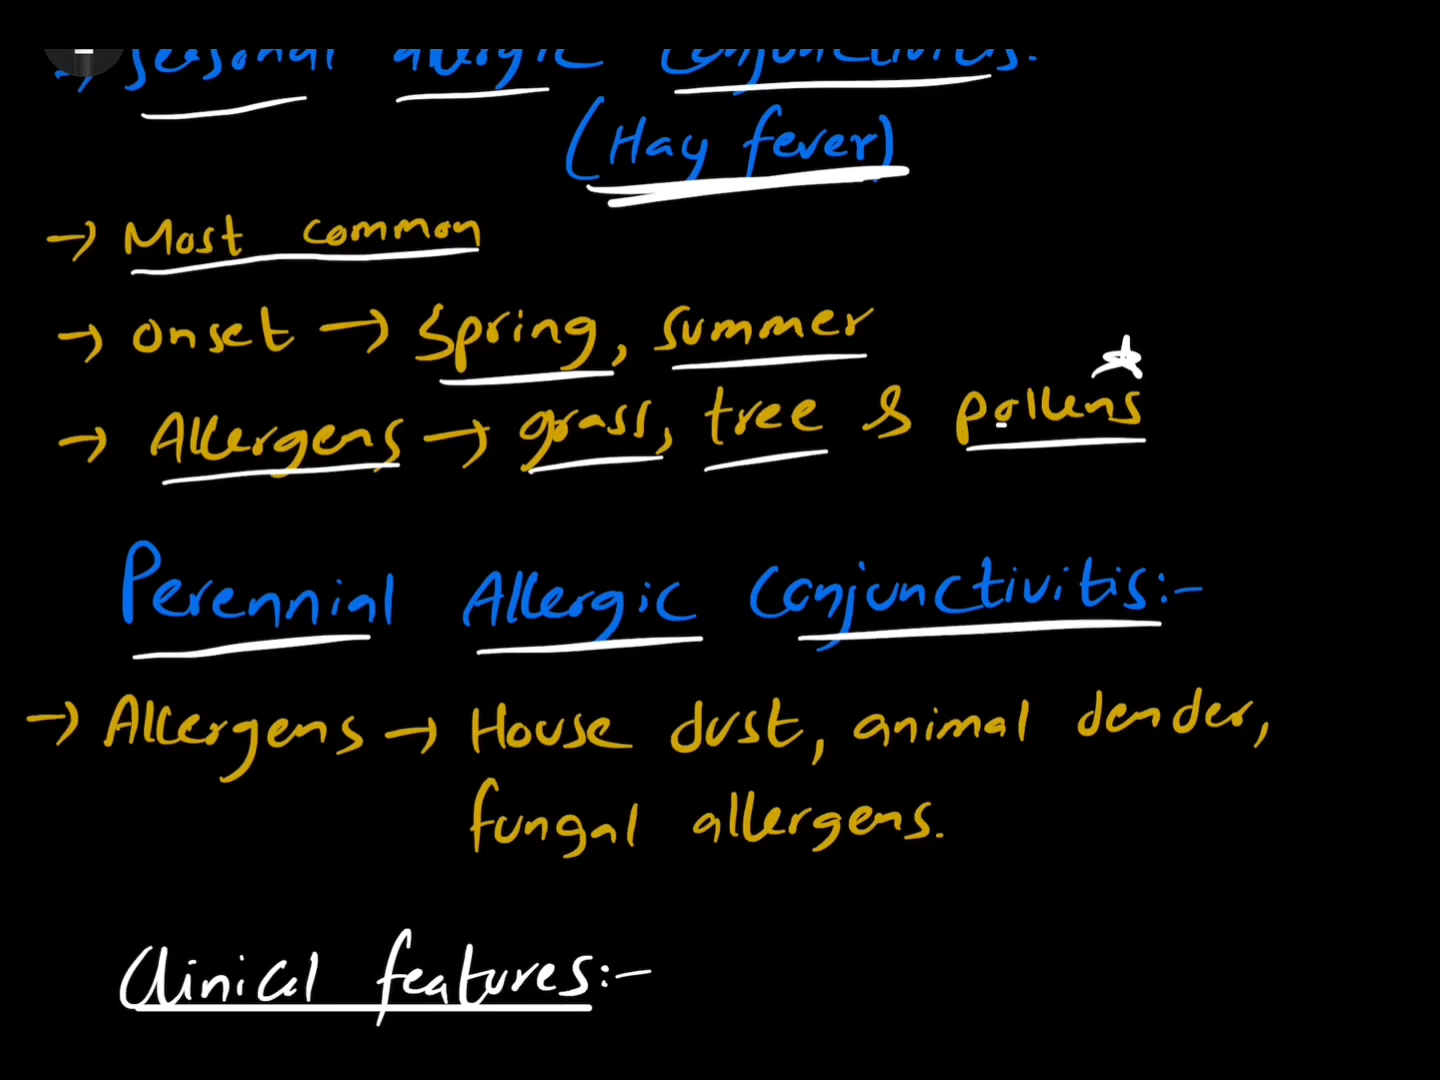 → Seasonal allergic Conjunctivitis:
(Hay fever)
→ Most common
→ onset → Spring, summer
→ Allergens → grass, tree & pollens
Perennial Allergic Conjunctivitis:-
→ Allergens → House dust, animal dender,
fungal allergens.
Clinical features:-